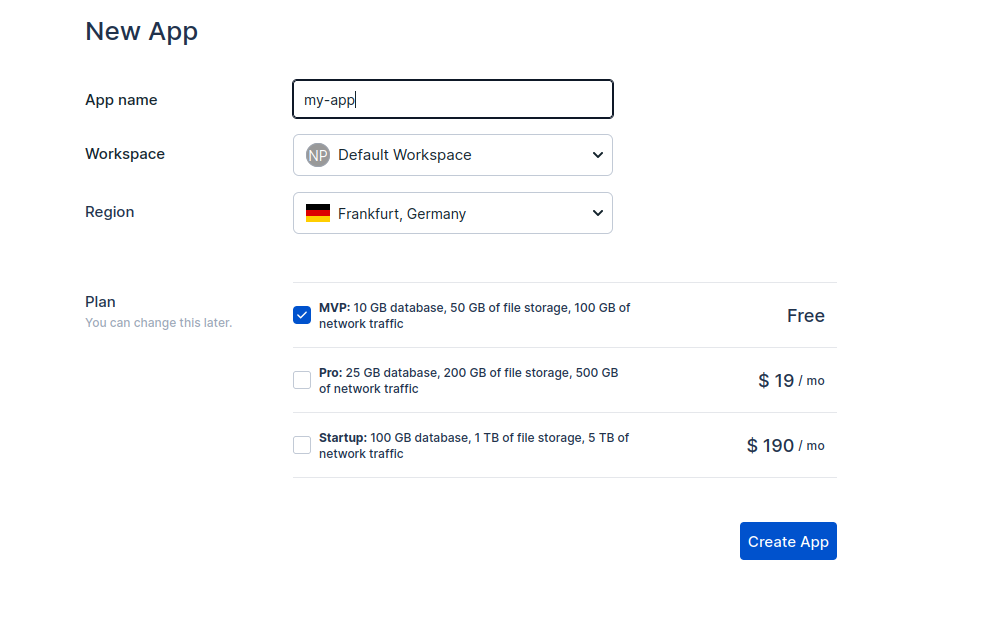 New App
App name
my-app
Workspace
NP Default Workspace
Region
Frankfurt, Germany
Plan
You can change this later.
MVP: 10 GB database, 50 GB of file storage, 100 GB of
network traffic
Free
Pro: 25 GB database, 200 GB of file storage, 500 GB
of network traffic
$ 19 / mo
Startup: 100 GB database, 1 TB of file storage, 5 TB of
network traffic
$ 190 / mo
Create App